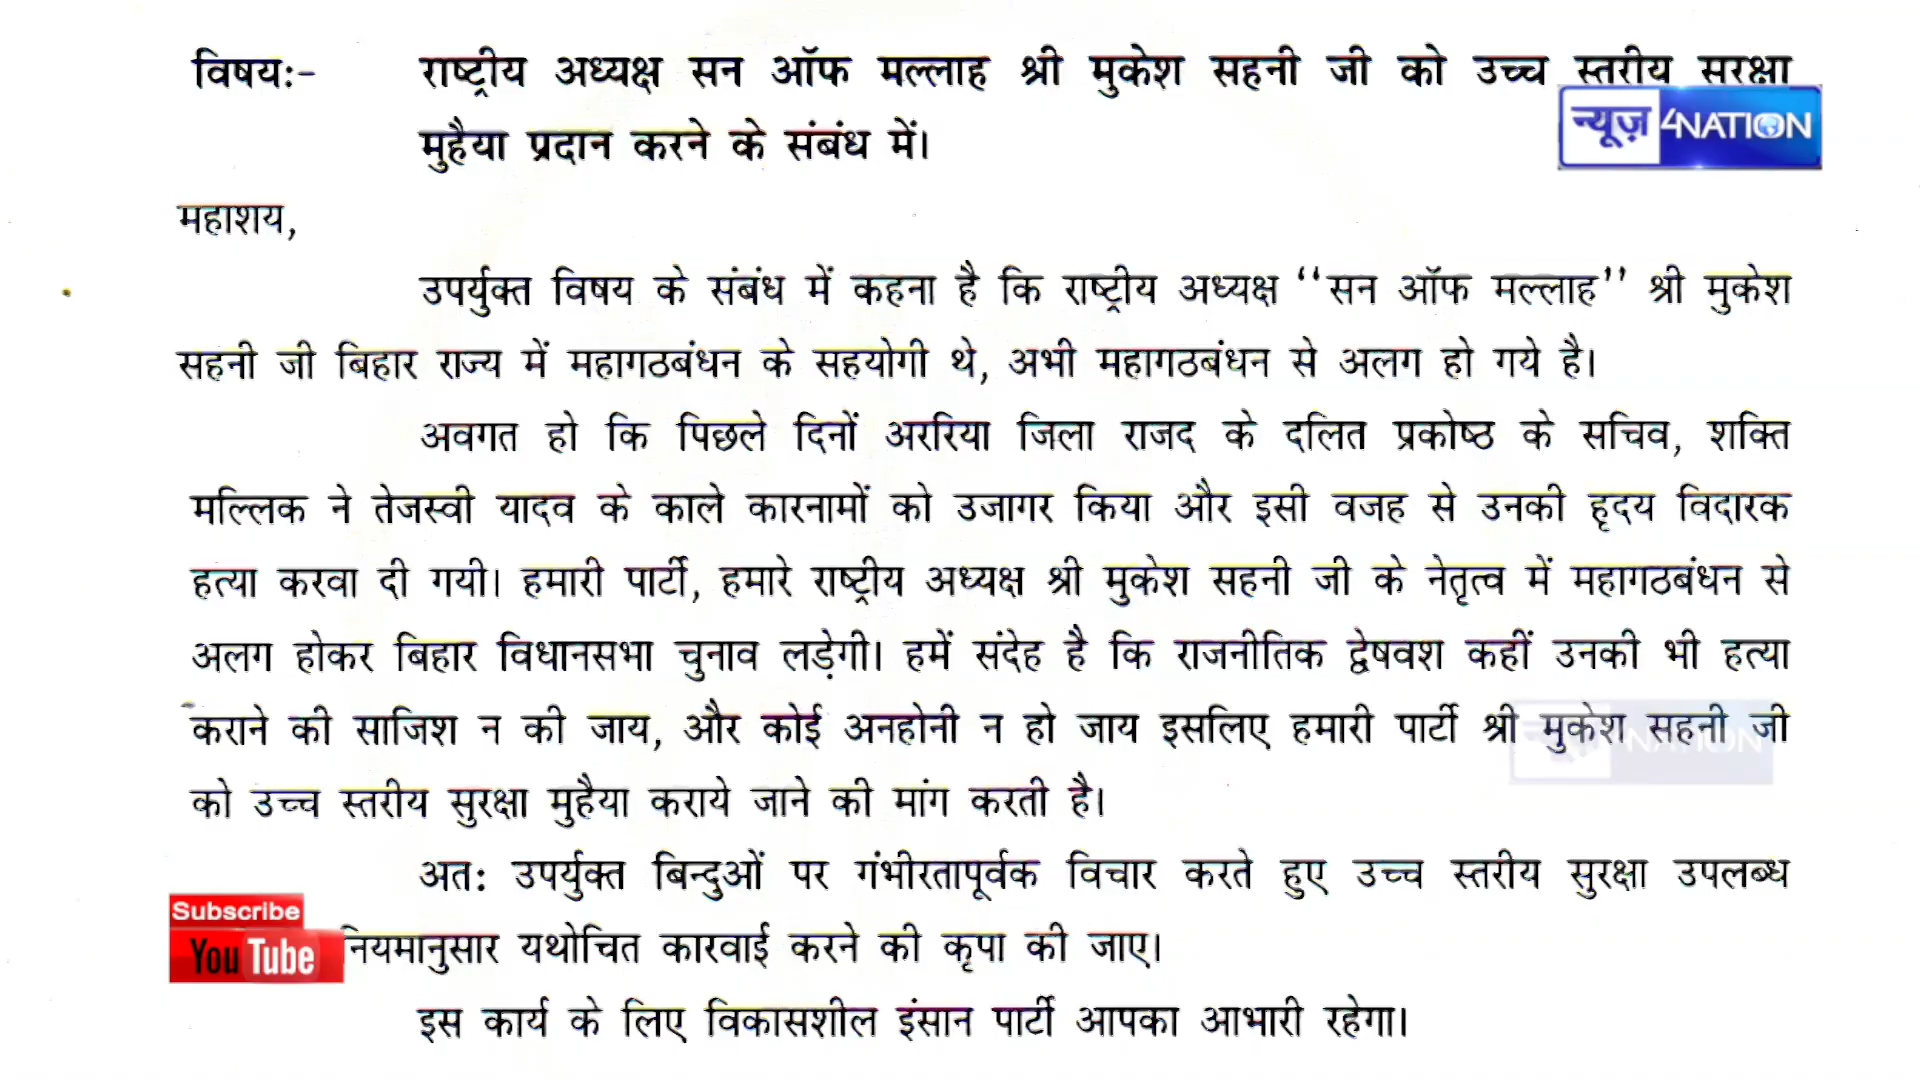 विषयः- राष्ट्रीय अध्यक्ष सन ऑफ मल्लाह श्री मुकेश सहनी जी को उच्च स्तरीय सुरक्षा
मुहैया प्रदान करने के संबंध में।
न्यूज़ 4NATION
महाशय,
उपर्युक्त विषय के संबंध में कहना है कि राष्ट्रीय अध्यक्ष ‘‘सन ऑफ मल्लाह’’ श्री मुकेश
सहनी जी बिहार राज्य में महागठबंधन के सहयोगी थे, अभी महागठबंधन से अलग हो गये है।
अवगत हो कि पिछले दिनों अररिया जिला राजद के दलित प्रकोष्ठ के सचिव, शक्ति
मल्लिक ने तेजस्वी यादव के काले कारनामों को उजागर किया और इसी वजह से उनकी हृदय विदारक
हत्या करवा दी गयी। हमारी पार्टी, हमारे राष्ट्रीय अध्यक्ष श्री मुकेश सहनी जी के नेतृत्व में महागठबंधन से
अलग होकर बिहार विधानसभा चुनाव लड़ेगी। हमें संदेह है कि राजनीतिक द्वेषवश कहीं उनकी भी हत्या
कराने की साजिश न की जाय, और कोई अनहोनी न हो जाय इसलिए हमारी पार्टी श्री मुकेश सहनी जी
न्यूज़ 4NATION
को उच्च स्तरीय सुरक्षा मुहैया कराये जाने की मांग करती है।
अतः उपर्युक्त बिन्दुओं पर गंभीरतापूर्वक विचार करते हुए उच्च स्तरीय सुरक्षा उपलब्ध
Subscribe
YouTube
नियमानुसार यथोचित कारवाई करने की कृपा की जाए।
इस कार्य के लिए विकासशील इंसान पार्टी आपका आभारी रहेगा।